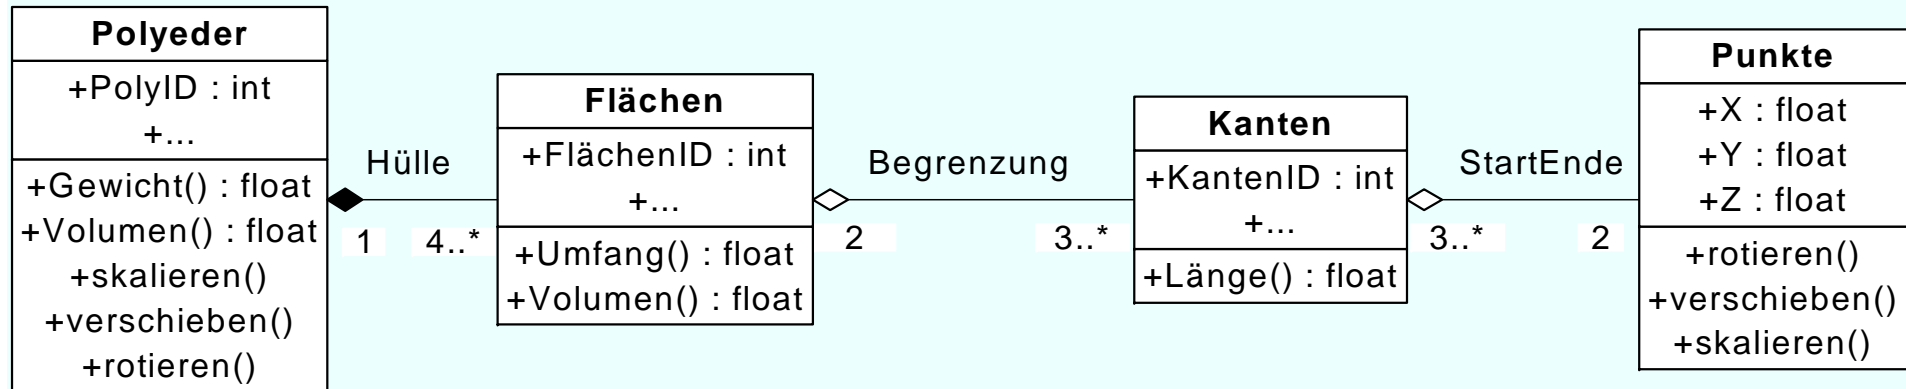 Polyeder
+PolyID : int
+...
+Gewicht() : float
+Volumen() : float
+skalieren()
+verschieben()
+rotieren()
Hülle
1
4..*
Flächen
+FlächenID : int
+...
+Umfang() : float
+Volumen() : float
Begrenzung
2
3..*
Kanten
+KantenID : int
+...
+Länge() : float
StartEnde
3..*
2
Punkte
+X : float
+Y : float
+Z : float
+rotieren()
+verschieben()
+skalieren()